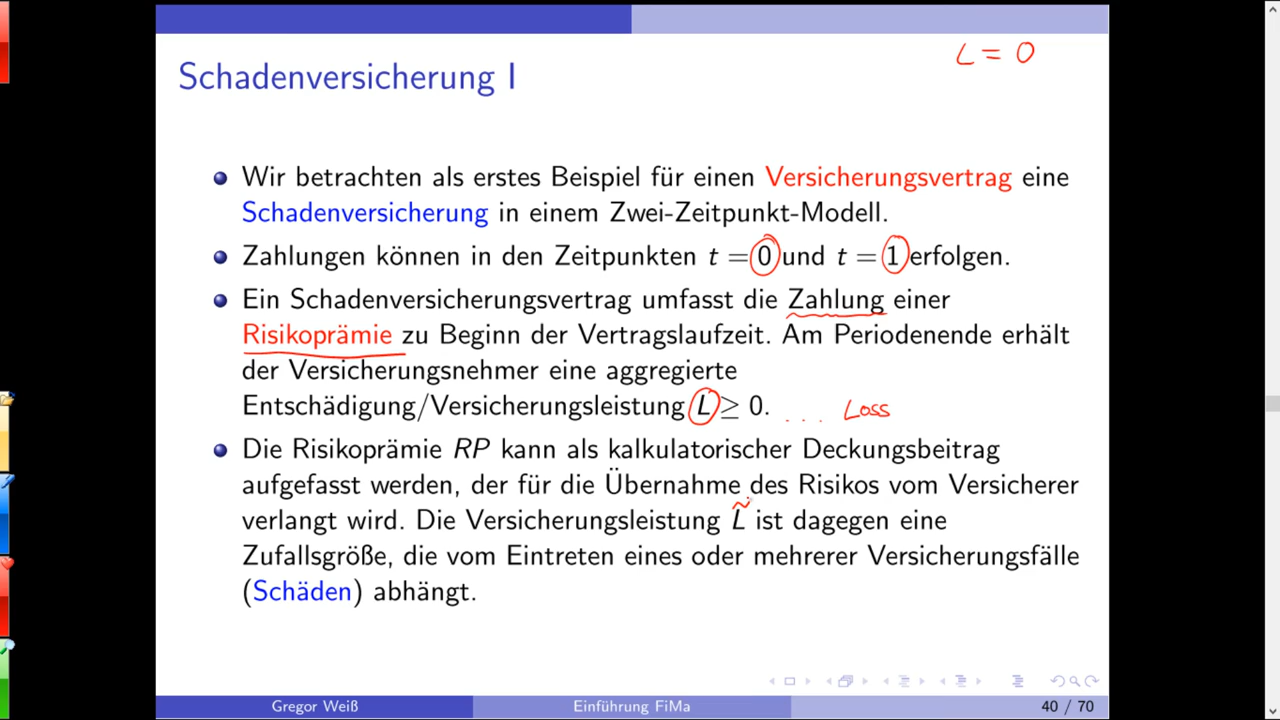 L = 0
Schadenversicherung I
Wir betrachten als erstes Beispiel für einen Versicherungsvertrag eine
Schadenversicherung in einem Zwei-Zeitpunkt-Modell.
Zahlungen können in den Zeitpunkten t = 0 und t = 1 erfolgen.
Ein Schadenversicherungsvertrag umfasst die Zahlung einer
Risikoprämie zu Beginn der Vertragslaufzeit. Am Periodenende erhält
der Versicherungsnehmer eine aggregierte
Entschädigung/Versicherungsleistung L ≥ 0. ... Loss
Die Risikoprämie RP kann als kalkulatorischer Deckungsbeitrag
aufgefasst werden, der für die Übernahme des Risikos vom Versicherer
verlangt wird. Die Versicherungsleistung L̃ ist dagegen eine
Zufallsgröße, die vom Eintreten eines oder mehrerer Versicherungsfälle
(Schäden) abhängt.
Gregor Weiß Einführung FiMa 40 / 70